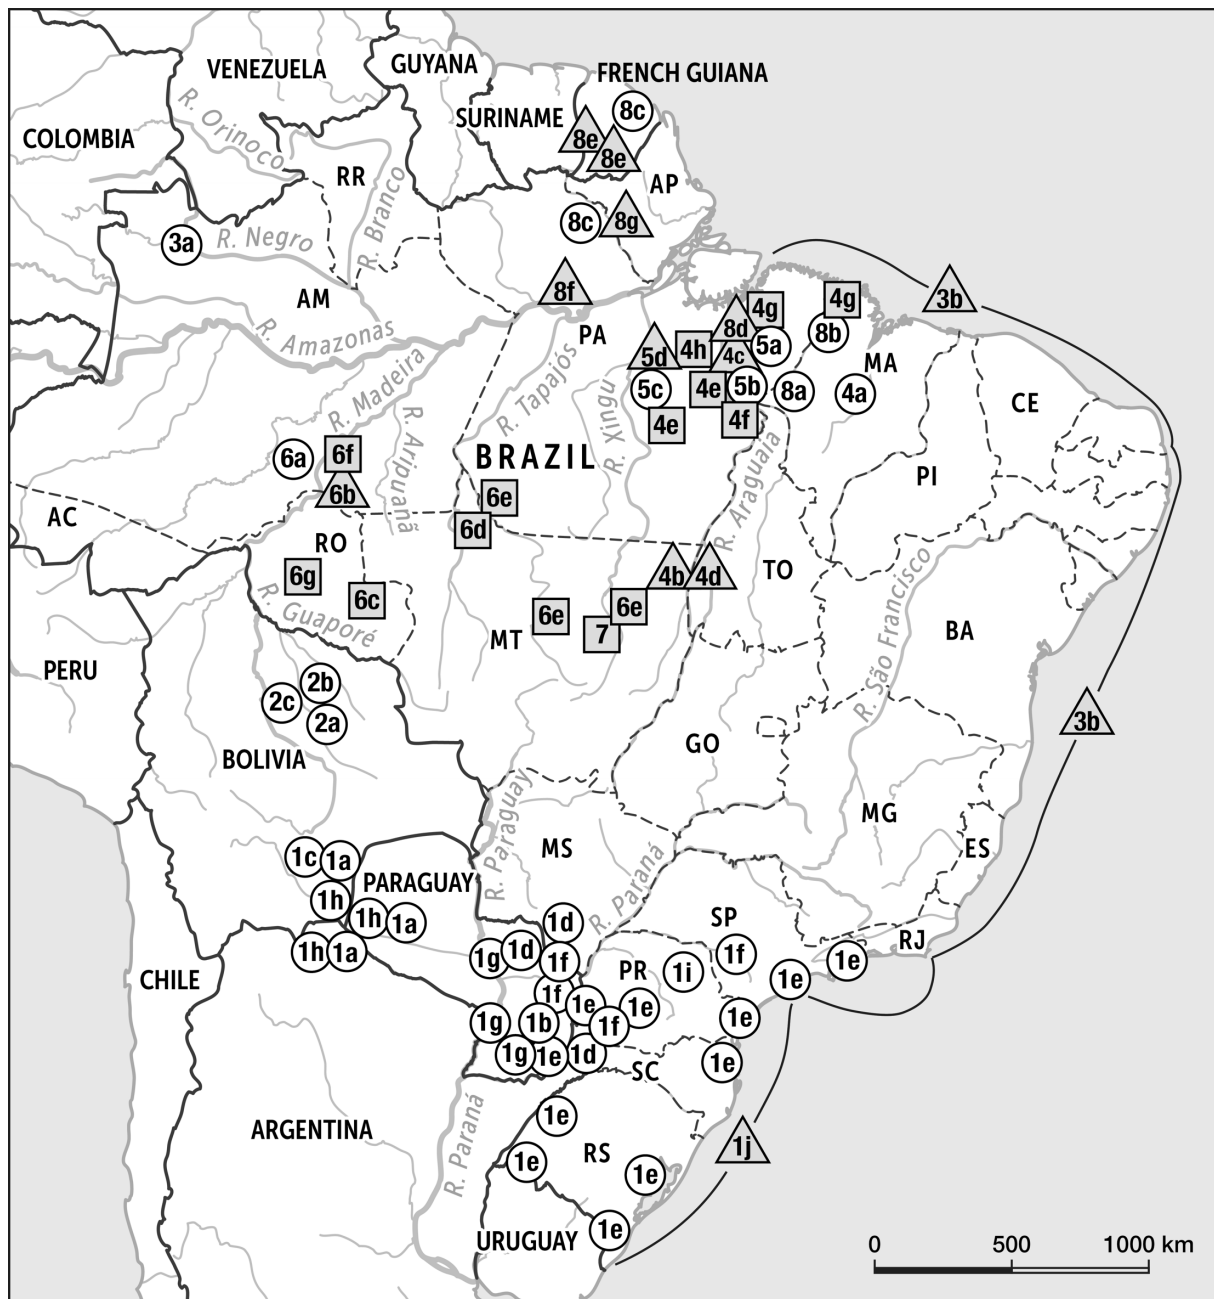 VENEZUELA
GUYANA
FRENCH GUIANA
SURINAME
COLOMBIA
R. Orinoco
RR
R. Branco
8c
8e
8e
AP
8c
8g
3a
R. Negro
AM
8f
R. Amazonas
PA
3b
4g
4g
8d
8b
5a
4h
5d
4c
MA
R. Madeira
R. Tapajós
5c
4e
5b
8a
4a
CE
R. Aripuanã
R. Xingu
4e
4f
6a
6f
BRAZIL
R. Araguaia
PI
6b
6e
AC
6d
RO
6g
6c
R. Guaporé
4b
4d
TO
R. São Francisco
6e
6e
7
MT
BA
PERU
2b
2c
2a
3b
BOLIVIA
GO
R. Paraguay
MG
MS
ES
R. Paraná
1c
1a
PARAGUAY
1h
1h
1a
1d
SP
RJ
1h
1a
1g
1d
1f
1f
1e
CHILE
PR
1i
1e
1f
1e
1e
1g
1b
1f
1e
1g
1e
1d
SC
1e
R. Paraná
1e
ARGENTINA
RS
1j
1e
1e
1e
URUGUAY
0
500
1000 km